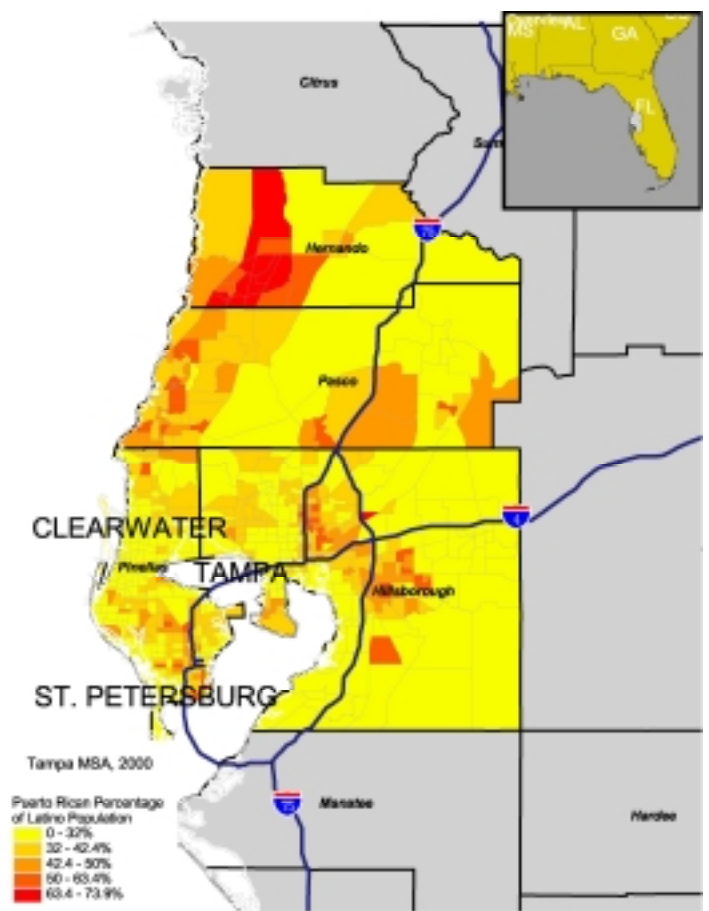 Overview
MS
AL
GA
FL
Citrus
75
Hernando
Pasco
4
CLEARWATER
Pinellas
TAMPA
Hillsborough
ST. PETERSBURG
Tampa MSA, 2000
Puerto Rican Percentage
of Latino Population
0 - 32%
32 - 42.4%
42.4 - 50%
50 - 63.4%
63.4 - 73.9%
Manatee
Hardee